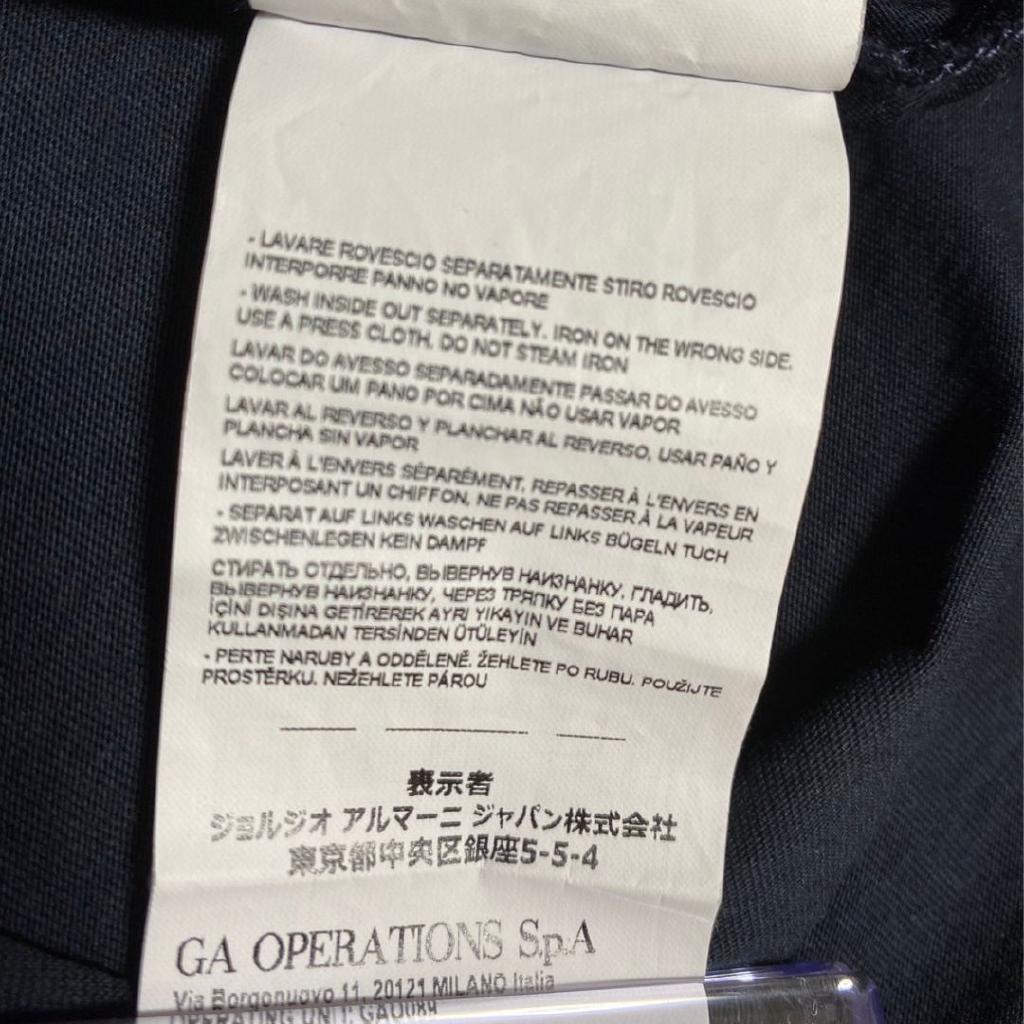 - LAVARE ROVESCIO SEPARATAMENTE STIRO ROVESCIO
INTERPORRE PANNO NO VAPORE
- WASH INSIDE OUT SEPARATELY. IRON ON THE WRONG SIDE.
USE A PRESS CLOTH. DO NOT STEAM IRON
LAVAR DO AVESSO SEPARADAMENTE PASSAR DO AVESSO
COLOCAR UM PANO POR CIMA NÃO USAR VAPOR
LAVAR AL REVERSO Y PLANCHAR AL REVERSO, USAR PAÑO Y
PLANCHA SIN VAPOR
LAVER À L'ENVERS SÉPARÉMENT, REPASSER À L'ENVERS EN
INTERPOSANT UN CHIFFON, NE PAS REPASSER À LA VAPEUR
- SEPARAT AUF LINKS WASCHEN AUF LINKS BÜGELN TUCH
ZWISCHENLEGEN KEIN DAMPF
СТИРАТЬ ОТДЕЛЬНО, ВЫВЕРНУВ НАИЗНАНКУ, ГЛАДИТЬ,
ВЫВЕРНУВ НАИЗНАНКУ, ЧЕРЕЗ ТРЯПКУ БЕЗ ПАРА
İÇİNİ DIŞINA GETİREREK AYRI YIKAYIN VE BUHAR
KULLANMADAN TERSİNDEN ÜTÜLEYİN
- PERTE NARUBY A ODDĚLENĚ. ŽEHLETE PO RUBU. POUŽIJTE
PROSTĚRKU. NEŽEHLETE PÁROU
表示者
ジョルジオ アルマーニ ジャパン株式会社
東京都中央区銀座5-5-4
GA OPERATIONS S.p.A
Via Borgonuovo 11, 20121 MILANO Italia
OPERATING UNIT: GAU089